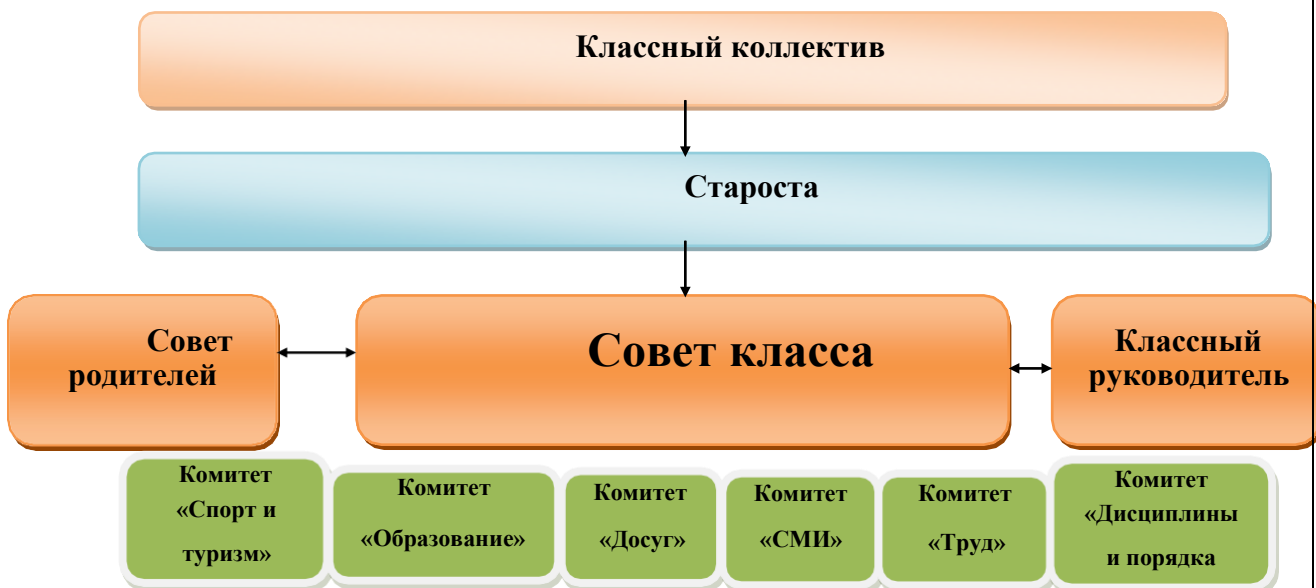 Классный коллектив
Староста
Совет
родителей
Совет класса
Классный
руководитель
Комитет
«Спорт и
туризм»
Комитет
«Образование»
Комитет
«Досуг»
Комитет
«СМИ»
Комитет
«Труд»
Комитет
«Дисциплины
и порядка